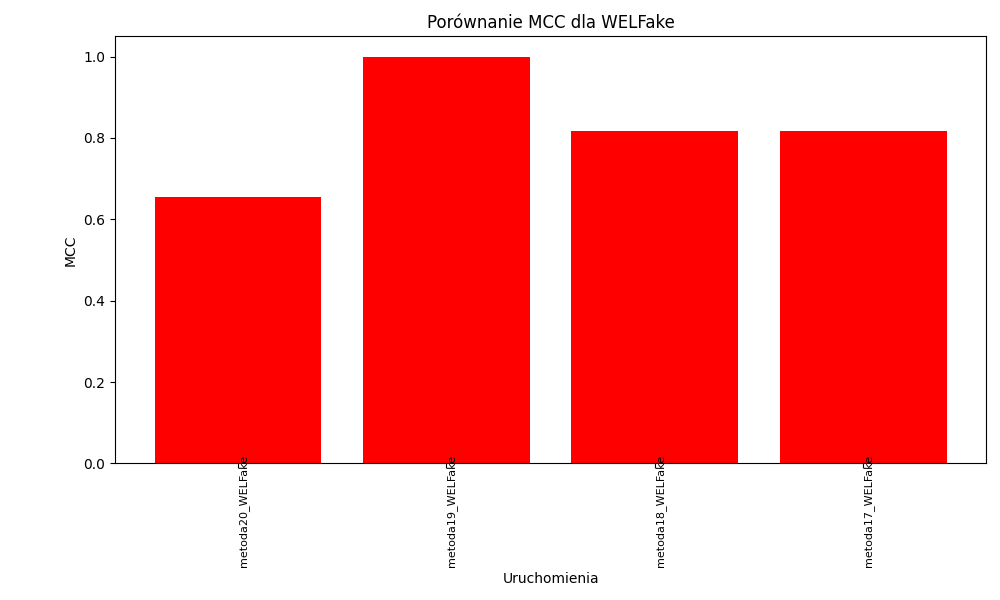 Porównanie MCC dla WELFake
MCC
1.0
0.8
0.6
0.4
0.2
0.0
metoda20_WELFake
metoda19_WELFake
metoda18_WELFake
metoda17_WELFake
Uruchomienia